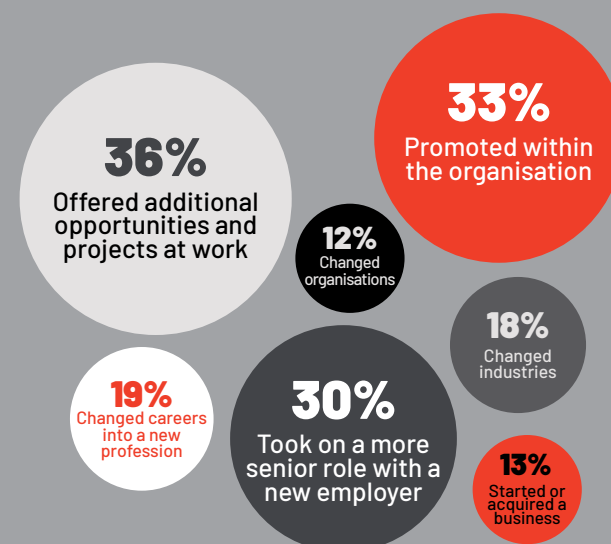 33%
Promoted within
the organisation
36%
Offered additional
opportunities and
projects at work
12%
Changed
organisations
18%
Changed
industries
19%
Changed careers
into a new
profession
30%
Took on a more
senior role with a
new employer
13%
Started or
acquired a
business